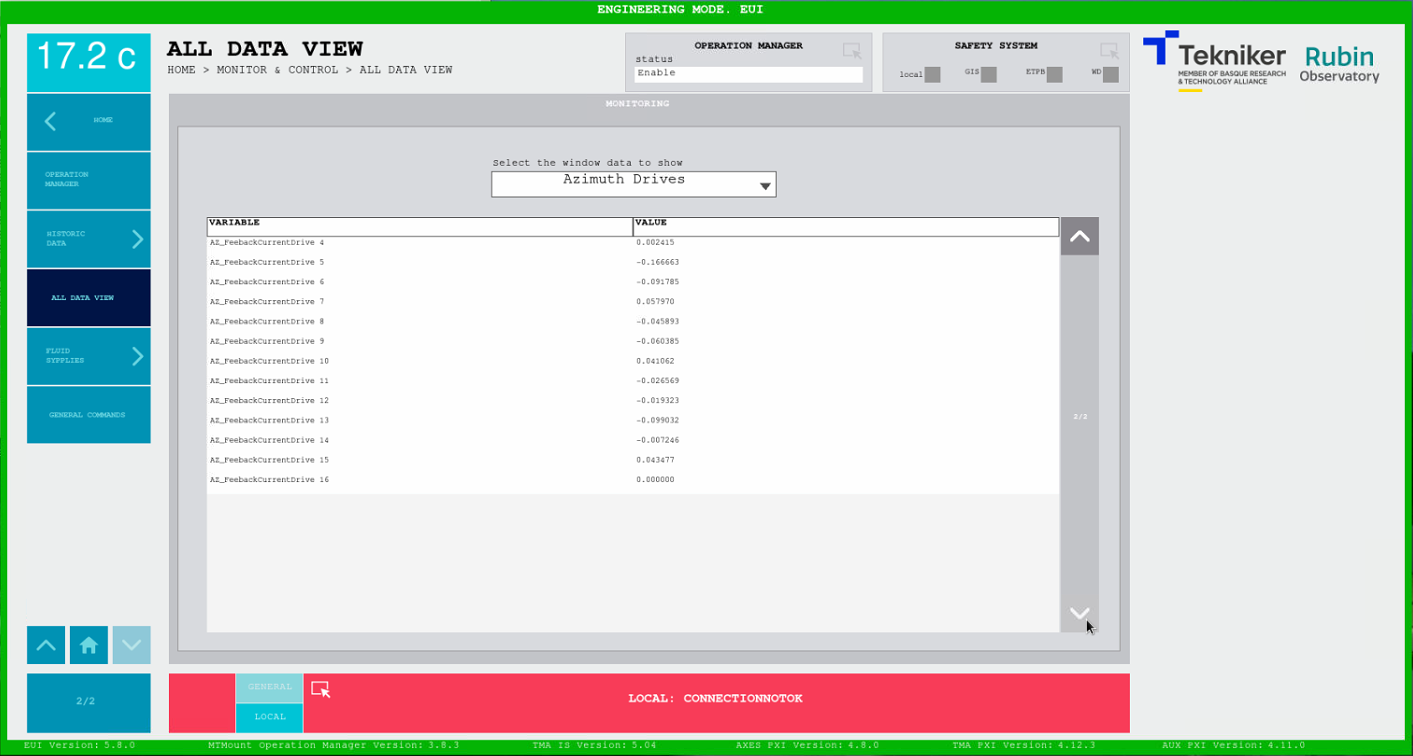 ENGINEERING MODE. EUI
17.2 c
ALL DATA VIEW
HOME > MONITOR & CONTROL > ALL DATA VIEW
OPERATION MANAGER
status
Enable
SAFETY SYSTEM
local
GIS
ETPB
WD
Tekniker
MEMBER OF BASQUE RESEARCH
& TECHNOLOGY ALLIANCE
Rubin
Observatory
HOME
OPERATION
MANAGER
HISTORIC
DATA
ALL DATA VIEW
FLUID
SYPPLIES
GENERAL COMMANDS
2/2
MONITORING
Select the window data to show
Azimuth Drives
VARIABLE VALUE
AZ_FeebackCurrentDrive 4 0.002415
AZ_FeebackCurrentDrive 5 -0.166663
AZ_FeebackCurrentDrive 6 -0.091785
AZ_FeebackCurrentDrive 7 0.057970
AZ_FeebackCurrentDrive 8 -0.045893
AZ_FeebackCurrentDrive 9 -0.060385
AZ_FeebackCurrentDrive 10 0.041062
AZ_FeebackCurrentDrive 11 -0.026569
AZ_FeebackCurrentDrive 12 -0.019323
AZ_FeebackCurrentDrive 13 -0.099032
AZ_FeebackCurrentDrive 14 -0.007246
AZ_FeebackCurrentDrive 15 0.043477
AZ_FeebackCurrentDrive 16 0.000000
2/2
GENERAL
LOCAL
LOCAL: CONNECTIONNOTOK
EUI Version: 5.8.0 MTMount Operation Manager Version: 3.8.3 TMA IS Version: 5.04 AXES PXI Version: 4.8.0 TMA PXI Version: 4.12.3 AUX PXI Version: 4.11.0